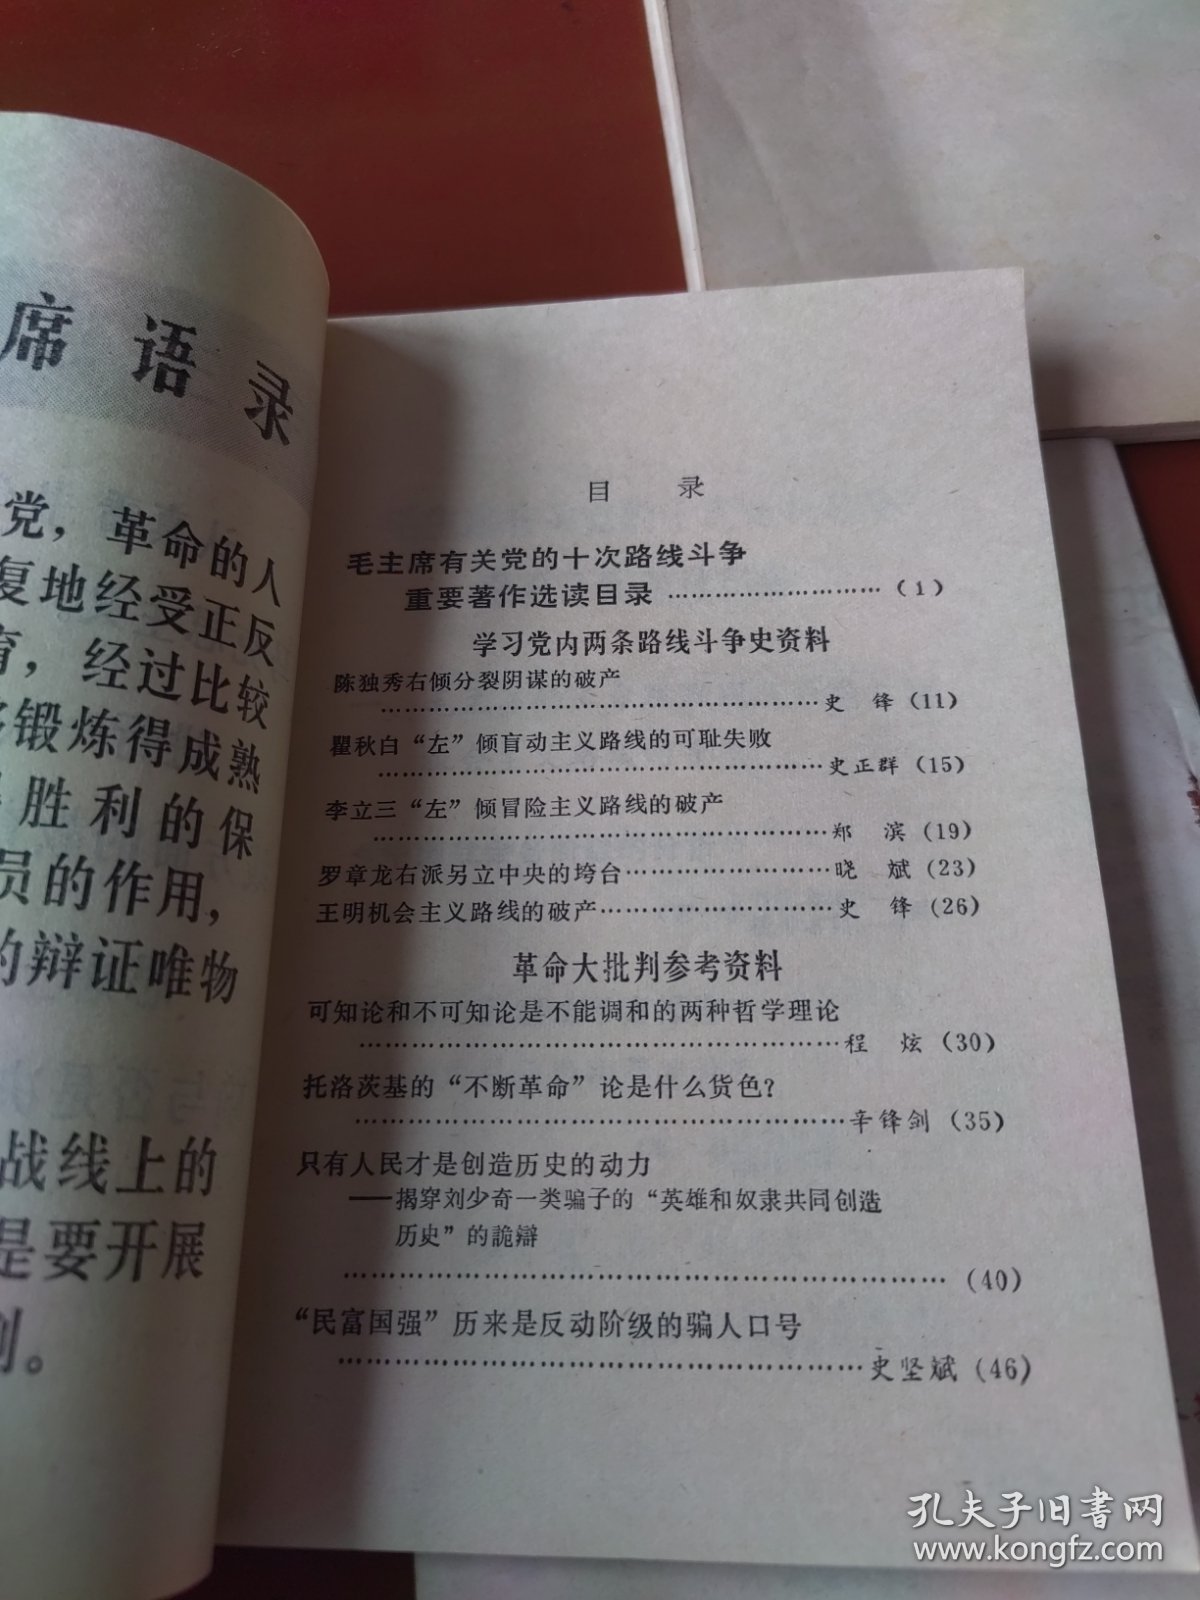 席语录
党，革命的人
复地经受正反
育，经过比较
锻炼得成熟
胜利的保
员的作用，
的辩证唯物
战线上的
是要开展
目 录
毛主席有关党的十次路线斗争
重要著作选读目录………………………（1）
学习党内两条路线斗争史资料
陈独秀右倾分裂阴谋的破产
………………………………………………史 锋（11）
瞿秋白“左”倾盲动主义路线的可耻失败
………………………………………………史正群（15）
李立三“左”倾冒险主义路线的破产
………………………………………………郑 滨（19）
罗章龙右派另立中央的垮台……………………晓 斌（23）
王明机会主义路线的破产………………………史 锋（26）
革命大批判参考资料
可知论和不可知论是不能调和的两种哲学理论
………………………………………………程 炫（30）
托洛茨基的“不断革命”论是什么货色？
………………………………………………辛锋剑（35）
只有人民才是创造历史的动力
——揭穿刘少奇一类骗子的“英雄和奴隶共同创造
历史”的詭辯
………………………………………………………………（40）
“民富国强”历来是反动阶级的骗人口号
………………………………………………史坚斌（46）
孔夫子旧书网
www.kongfz.com